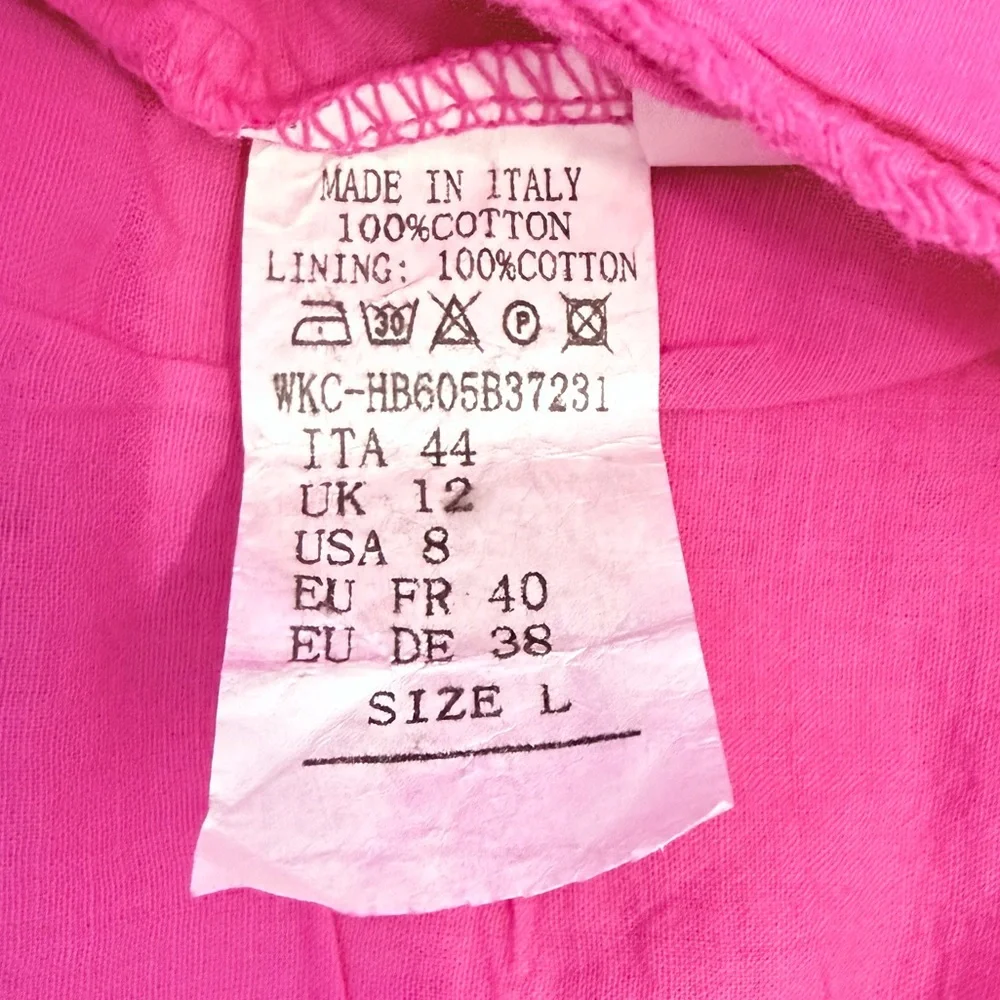 MADE IN ITALY
100%COTTON
LINING: 100%COTTON
30 P
WKC-HB605B37231
ITA 44
UK 12
USA 8
EU FR 40
EU DE 38
SIZE L